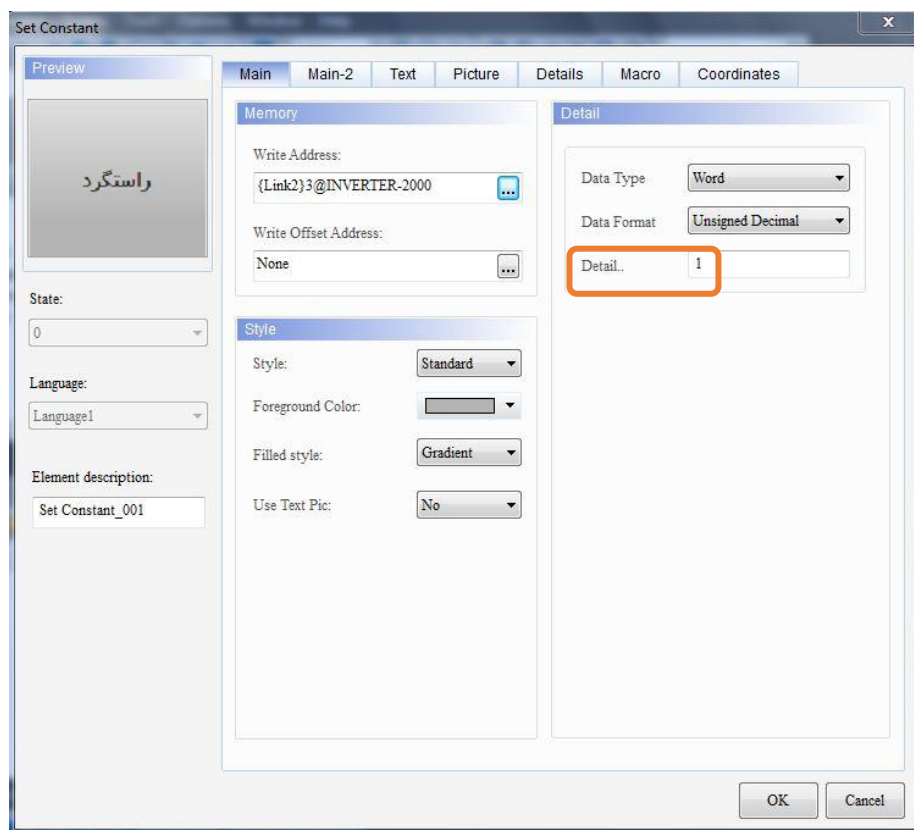 Set Constant
Preview
راستگرد
State:
0
Language:
Language1
Element description:
Set Constant_001
Main Main-2 Text Picture Details Macro Coordinates
Memory
Write Address:
{Link2}3@INVERTER-2000
...
Write Offset Address:
None
...
Style
Style: Standard
Foreground Color:
Filled style: Gradient
Use Text Pic: No
Detail
Data Type Word
Data Format Unsigned Decimal
Detail.. 1
OK Cancel